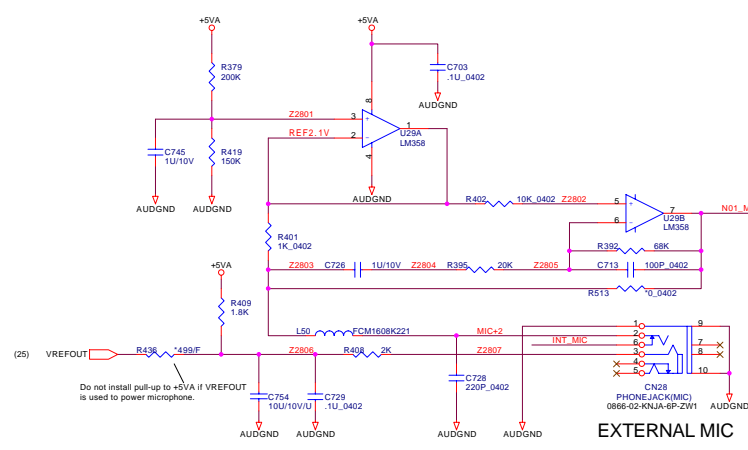 +5VA
+5VA
R379
200K
C703
.1U_0402
AUDGND
Z2801
3
+
8
1
U29A
LM358
REF2.1V
2
-
4
C745
1U/10V
R419
150K
AUDGND
AUDGND
AUDGND
R402
10K_0402
Z2802
5
+
7
N01_M
U29B
LM358
6
-
R401
1K_0402
R392
68K
+5VA
Z2803
C726
1U/10V
Z2804
R395
20K
Z2805
C713
100P_0402
R513
*0_0402
R409
1.8K
L50
FCM1608K221
MIC+2
1
9
2
INT_MIC
6
7
(25)
VREFOUT
R436
*499/F
Z2806
R408
2K
Z2807
3
8
4
5
10
Do not install pull-up to +5VA if VREFOUT
is used to power microphone.
C754
10U/10V/U
C729
.1U_0402
C728
220P_0402
CN28
PHONEJACK(MIC)
0866-02-KNJA-6P-ZW1
AUDGND
AUDGND
AUDGND
AUDGND
AUDGND
EXTERNAL MIC